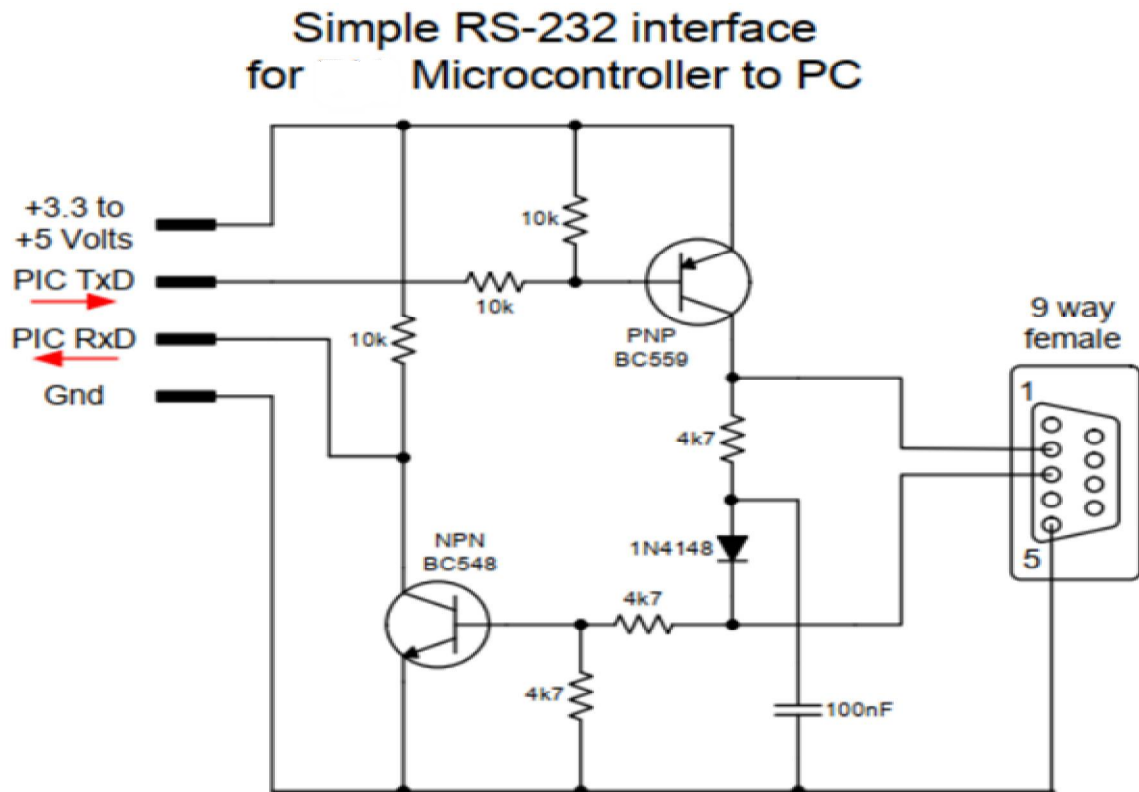 Simple RS-232 interface
for Microcontroller to PC
+3.3 to
+5 Volts
PIC TxD
PIC RxD
Gnd
10k
10k
10k
PNP
BC559
4k7
9 way
female
1
5
NPN
BC548
1N4148
4k7
4k7
100nF